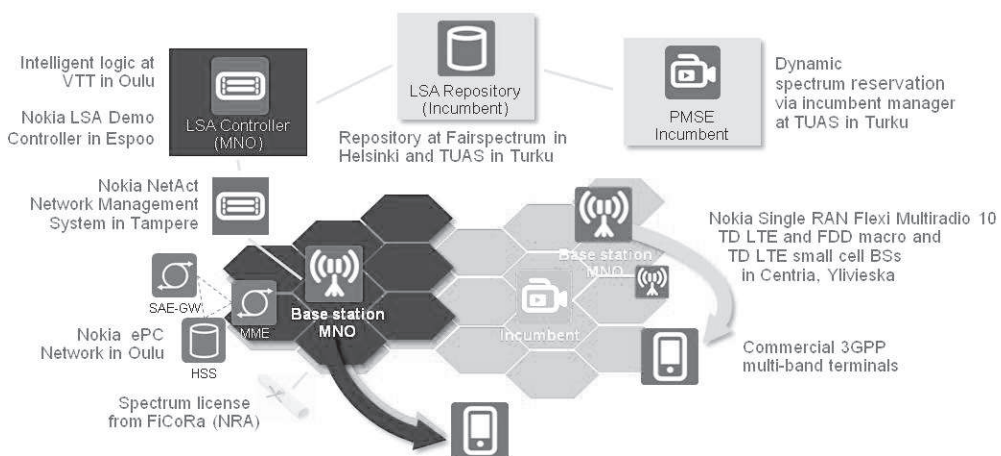 Intelligent logic at
VTT in Oulu
Nokia LSA Demo
Controller in Espoo
LSA Controller
(MNO)
LSA Repository
(Incumbent)
Repository at Fairspectrum in
Helsinki and TUAS in Turku
PMSE
Incumbent
Dynamic
spectrum reservation
via incumbent manager
at TUAS in Turku
Nokia NetAct
Network Management
System in Tampere
Base station
MNO
Nokia Single RAN Flexi Multiradio 10
TD LTE and FDD macro and
TD LTE small cell BSs
in Centria, Ylivieska
SAE-GW
MME
Base station
MNO
Incumbent
Nokia ePC
Network in Oulu
HSS
Commercial 3GPP
multi-band terminals
Spectrum license
from FiCoRa (NRA)